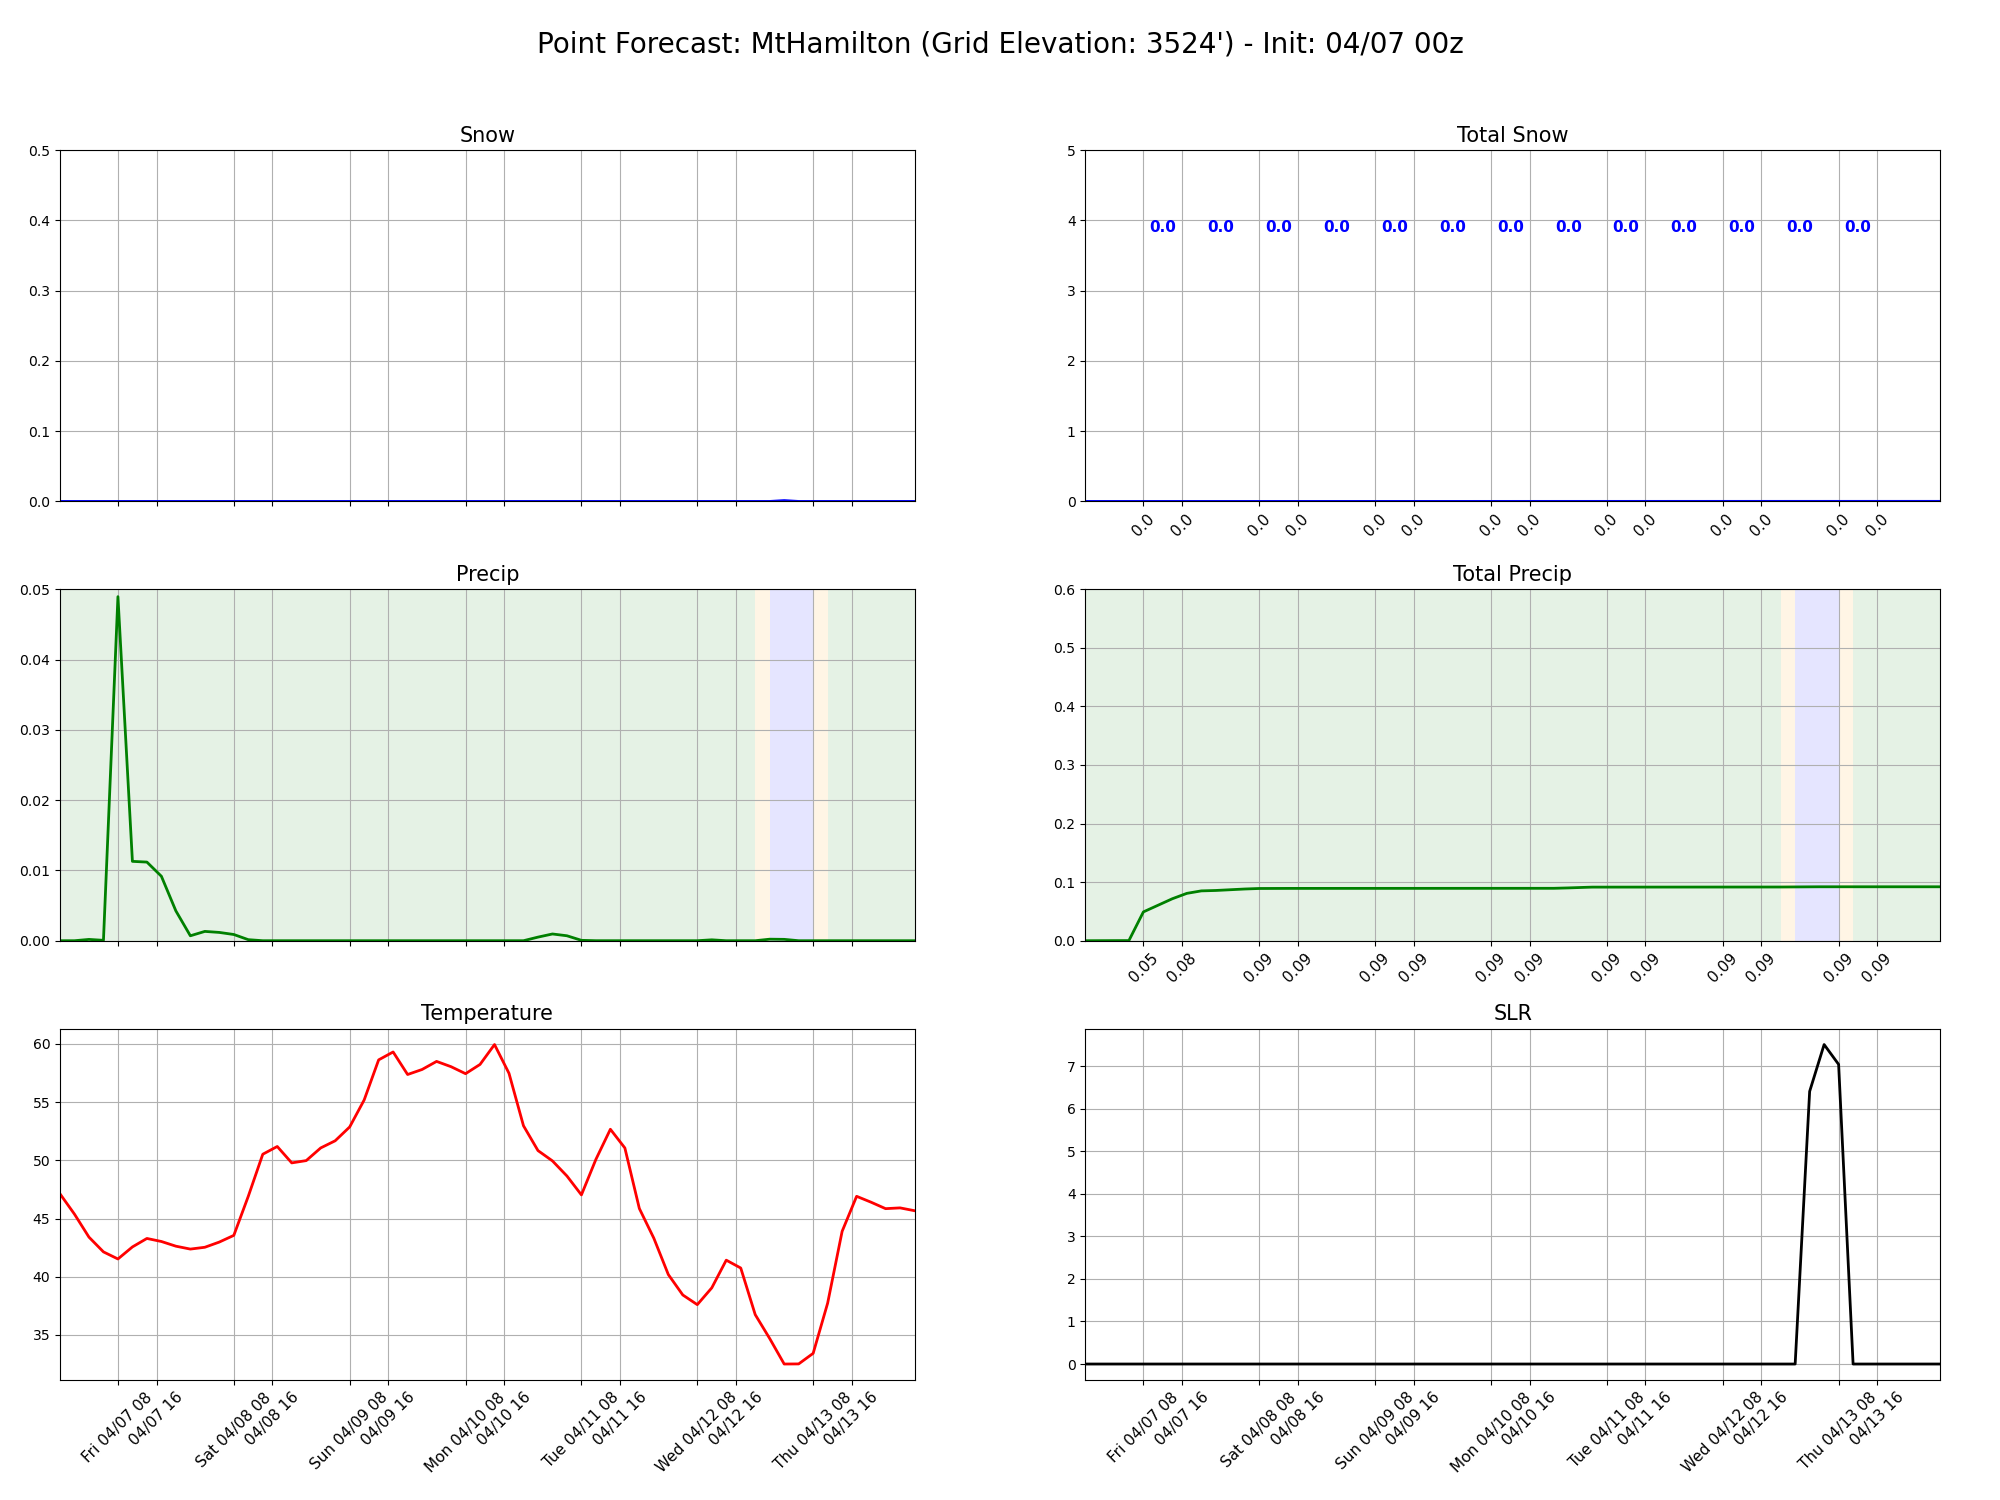 Point Forecast: MtHamilton (Grid Elevation: 3524') - Init: 04/07 00z
Snow
0.5
0.4
0.3
0.2
0.1
0.0
Total Snow
5
4
3
2
1
0
0.0 0.0 0.0 0.0 0.0 0.0 0.0 0.0 0.0 0.0 0.0 0.0 0.0
0.0 0.0 0.0 0.0 0.0 0.0 0.0 0.0 0.0 0.0 0.0 0.0 0.0 0.0
Precip
0.05
0.04
0.03
0.02
0.01
0.00
Total Precip
0.6
0.5
0.4
0.3
0.2
0.1
0.0
0.05 0.08 0.09 0.09 0.09 0.09 0.09 0.09 0.09 0.09 0.09 0.09 0.09 0.09
Temperature
60
55
50
45
40
35
Fri 04/07 08
04/07 16
Sat 04/08 08
04/08 16
Sun 04/09 08
04/09 16
Mon 04/10 08
04/10 16
Tue 04/11 08
04/11 16
Wed 04/12 08
04/12 16
Thu 04/13 08
04/13 16
SLR
7
6
5
4
3
2
1
0
Fri 04/07 08
04/07 16
Sat 04/08 08
04/08 16
Sun 04/09 08
04/09 16
Mon 04/10 08
04/10 16
Tue 04/11 08
04/11 16
Wed 04/12 08
04/12 16
Thu 04/13 08
04/13 16